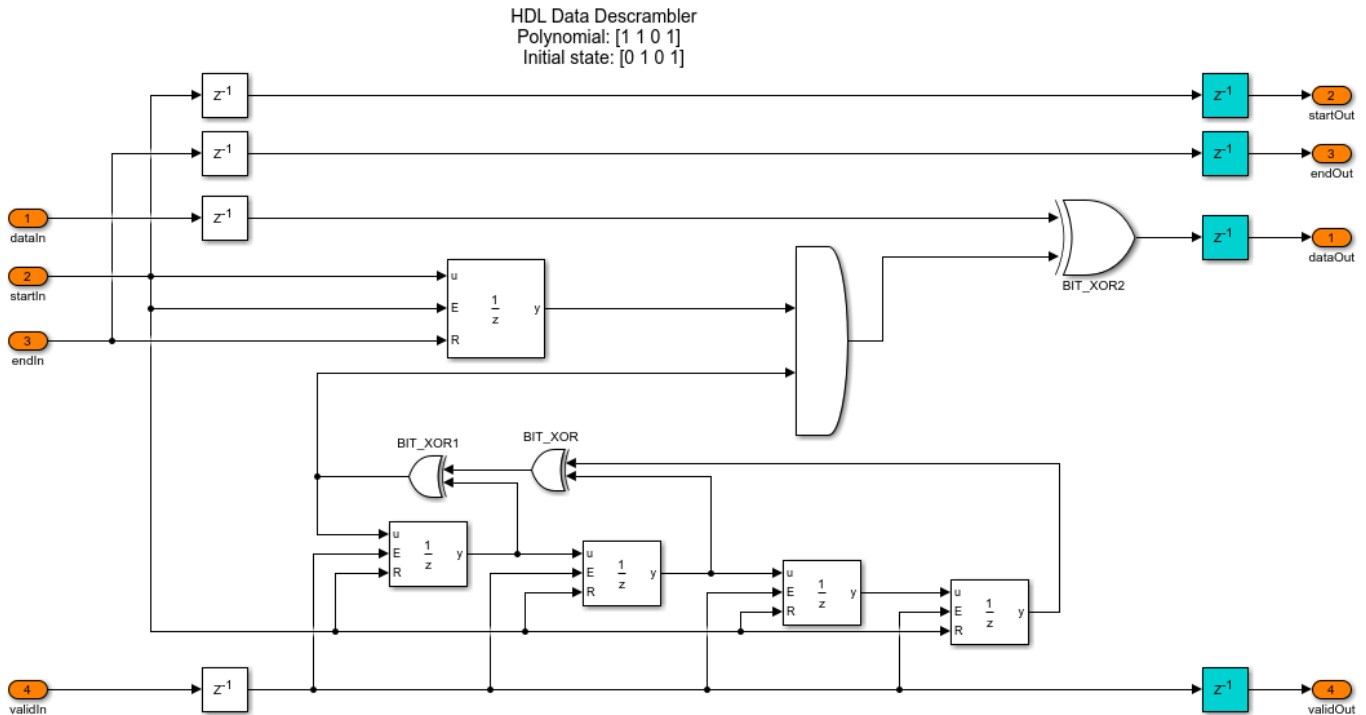 HDL Data Descrambler
Polynomial: [1 1 0 1]
Initial state: [0 1 0 1]
z-1
z-1
2
startOut
z-1
z-1
3
endOut
1
dataIn
z-1
BIT_XOR2
z-1
1
dataOut
2
startIn
3
endIn
u
E
R
1
z
y
BIT_XOR1
BIT_XOR
u
E
R
1
z
y
u
E
R
1
z
y
u
E
R
1
z
y
u
E
R
1
z
y
4
validIn
z-1
z-1
4
validOut